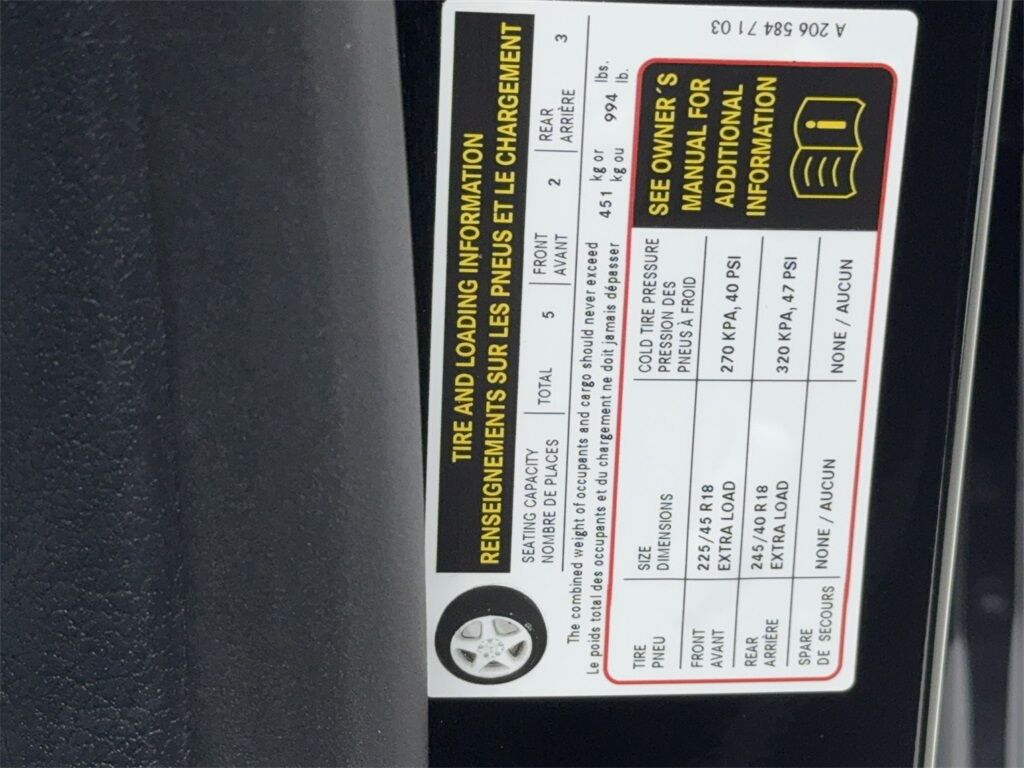 TIRE AND LOADING INFORMATION
RENSEIGNEMENTS SUR LES PNEUS ET LE CHARGEMENT
SEATING CAPACITY
NOMBRE DE PLACES
TOTAL 5
FRONT
AVANT
2
REAR
ARRIÈRE
3
The combined weight of occupants and cargo should never exceed 451 kg or 994 lbs.
Le poids total des occupants et du chargement ne doit jamais dépasser kg ou lb.
TIRE
PNEU
SIZE
DIMENSIONS
COLD TIRE PRESSURE
PRESSION DES
PNEUS À FROID
FRONT
AVANT
225/45 R18
EXTRA LOAD
270 KPA, 40 PSI
REAR
ARRIÈRE
245/40 R18
EXTRA LOAD
320 KPA, 47 PSI
SPARE
DE SECOURS
NONE / AUCUN
NONE / AUCUN
SEE OWNER´S
MANUAL FOR
ADDITIONAL
INFORMATION
i
A 206 584 71 03